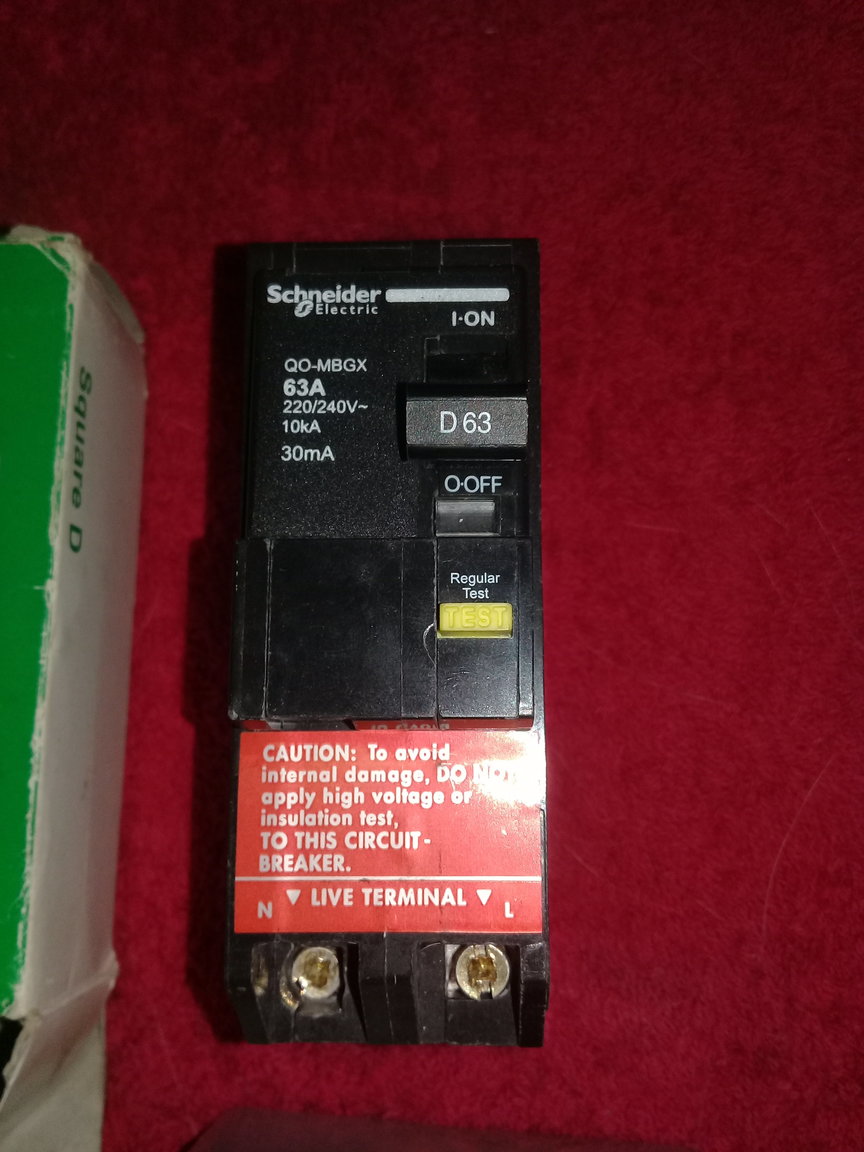 Square D
Schneider
Electric
I·ON
QO-MBGX
63A
220/240V~
10kA
30mA
D 63
O·OFF
Regular
Test
TEST
CAUTION: To avoid
internal damage, DO NOT
apply high voltage or
insulation test,
TO THIS CIRCUIT-
BREAKER.
N ▼ LIVE TERMINAL ▼ L